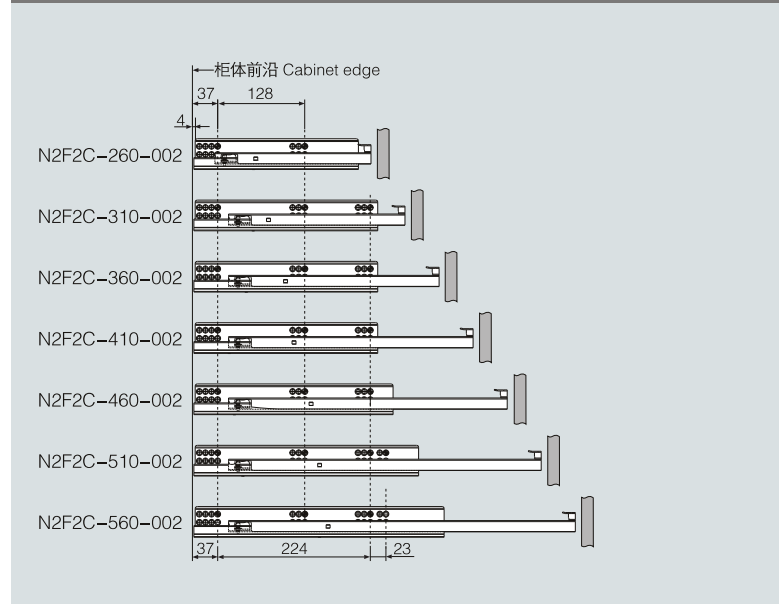 柜体前沿 Cabinet edge
37 128
4
N2F2C-260-002
N2F2C-310-002
N2F2C-360-002
N2F2C-410-002
N2F2C-460-002
N2F2C-510-002
N2F2C-560-002
37 224 23